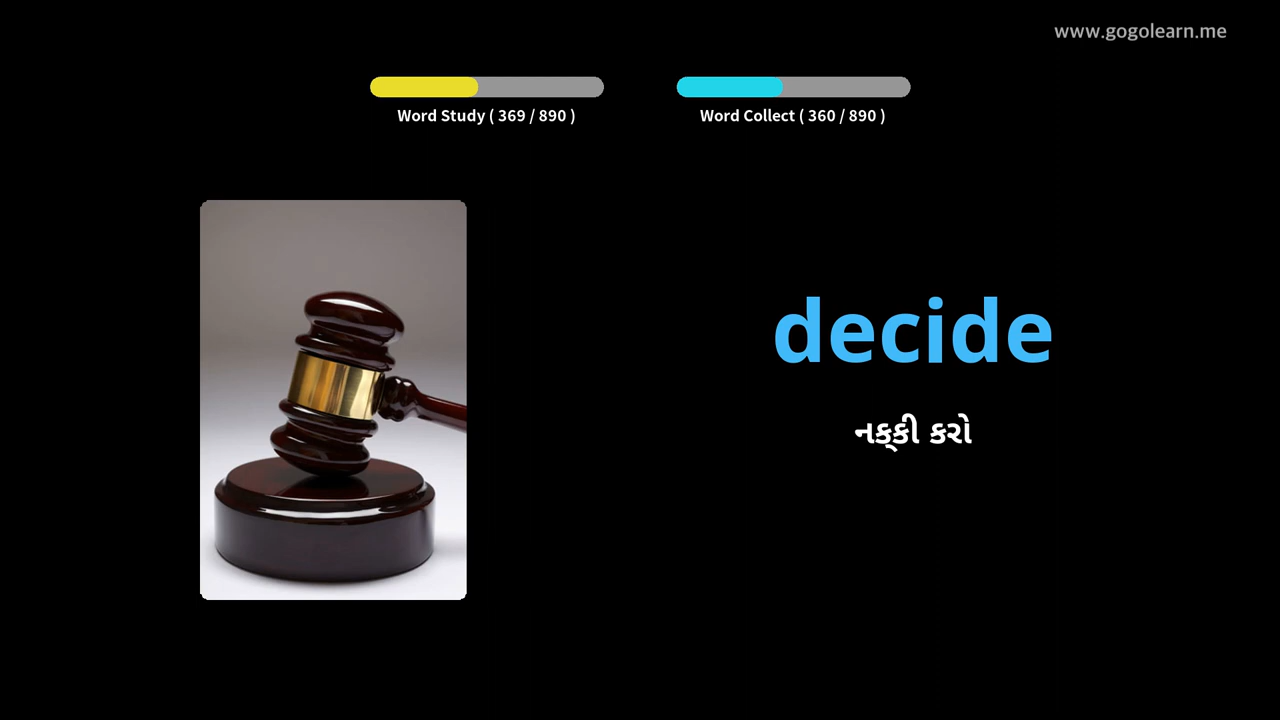 www.gogolearn.me
Word Study ( 369 / 890 )
Word Collect ( 360 / 890 )
decide
નક્કી કરો